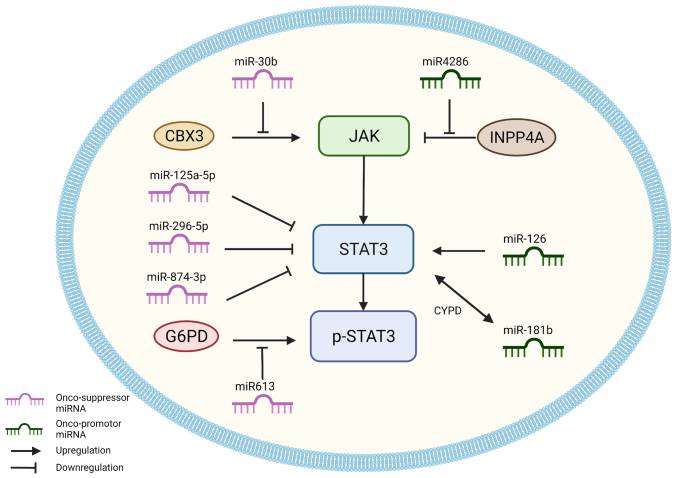 miR-30b
miR4286
CBX3
JAK
INPP4A
miR-125a-5p
miR-296-5p
STAT3
miR-126
miR-874-3p
CYPD
G6PD
p-STAT3
miR-181b
miR613
Onco-suppressor
miRNA
Onco-promotor
miRNA
Upregulation
Downregulation